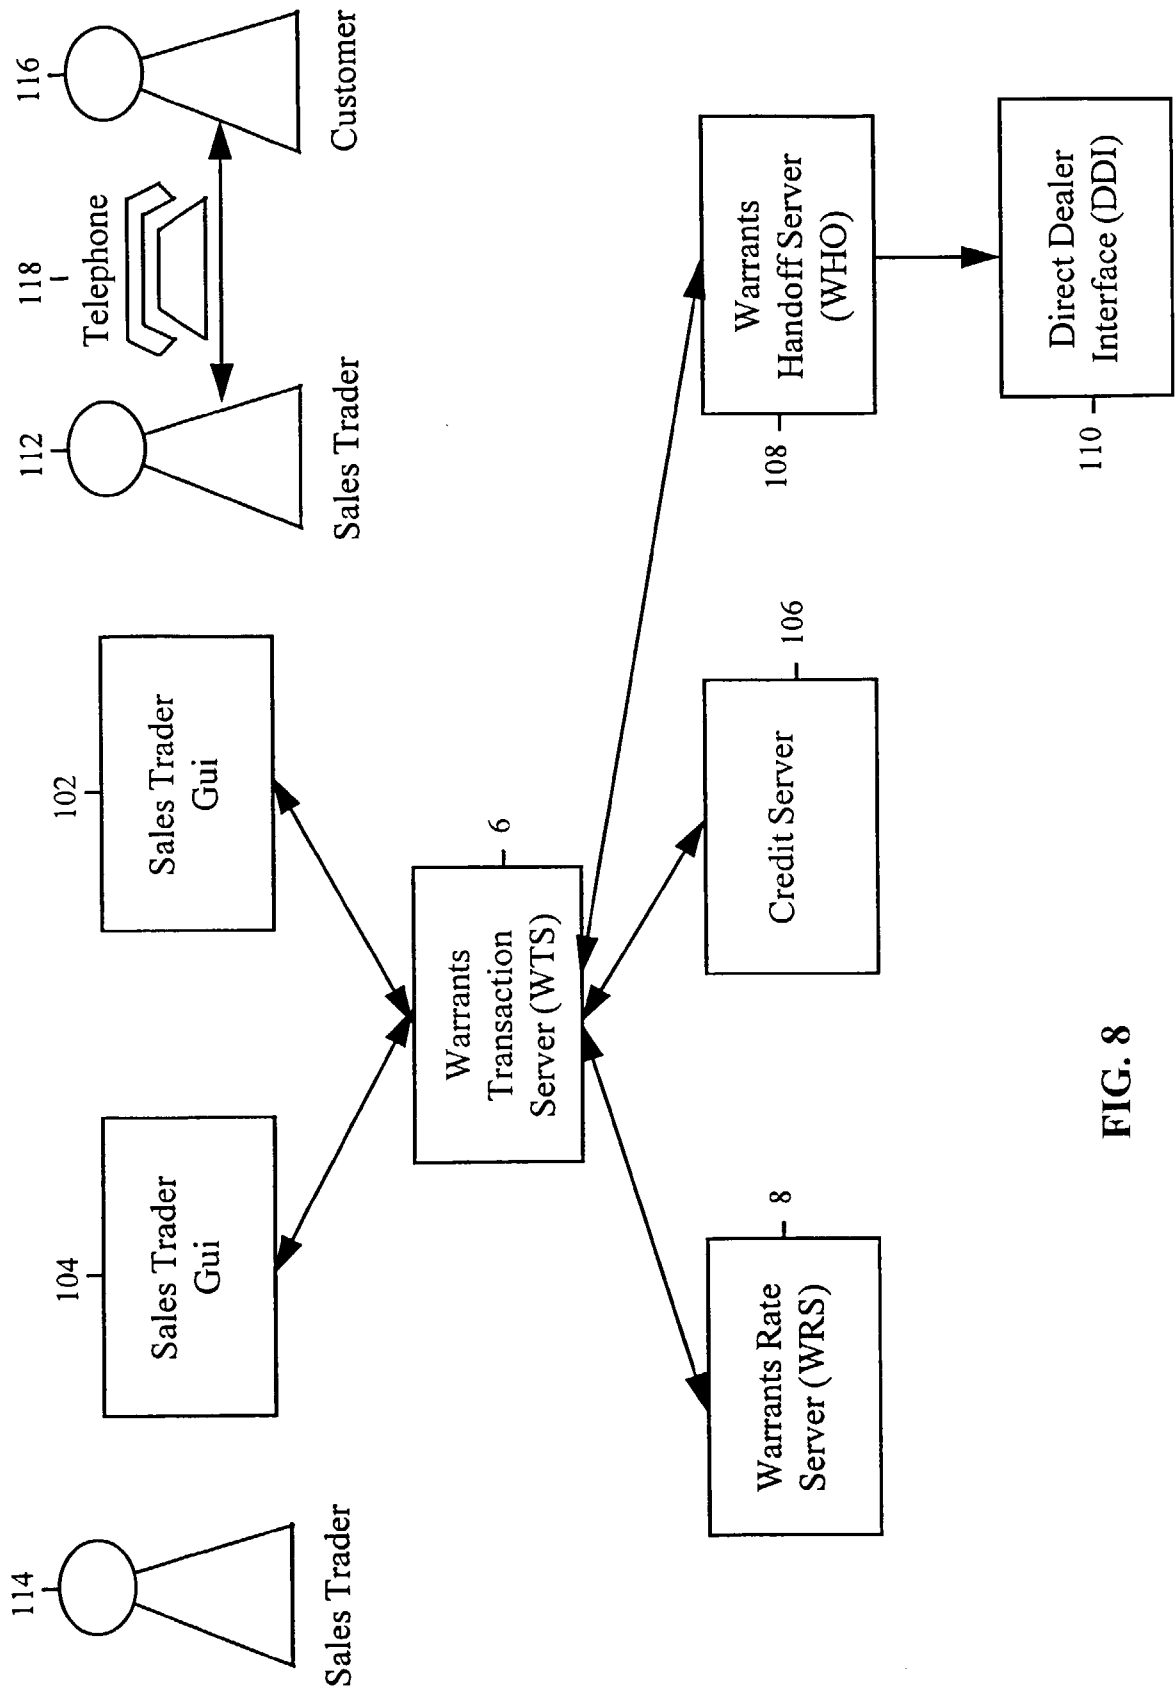 114
Sales Trader
104
Sales Trader
Gui
102
Sales Trader
Gui
112
Sales Trader
118
Telephone
116
Customer
6
Warrants
Transaction
Server (WTS)
8
Warrants Rate
Server (WRS)
106
Credit Server
108
Warrants
Handoff Server
(WHO)
110
Direct Dealer
Interface (DDI)
FIG. 8